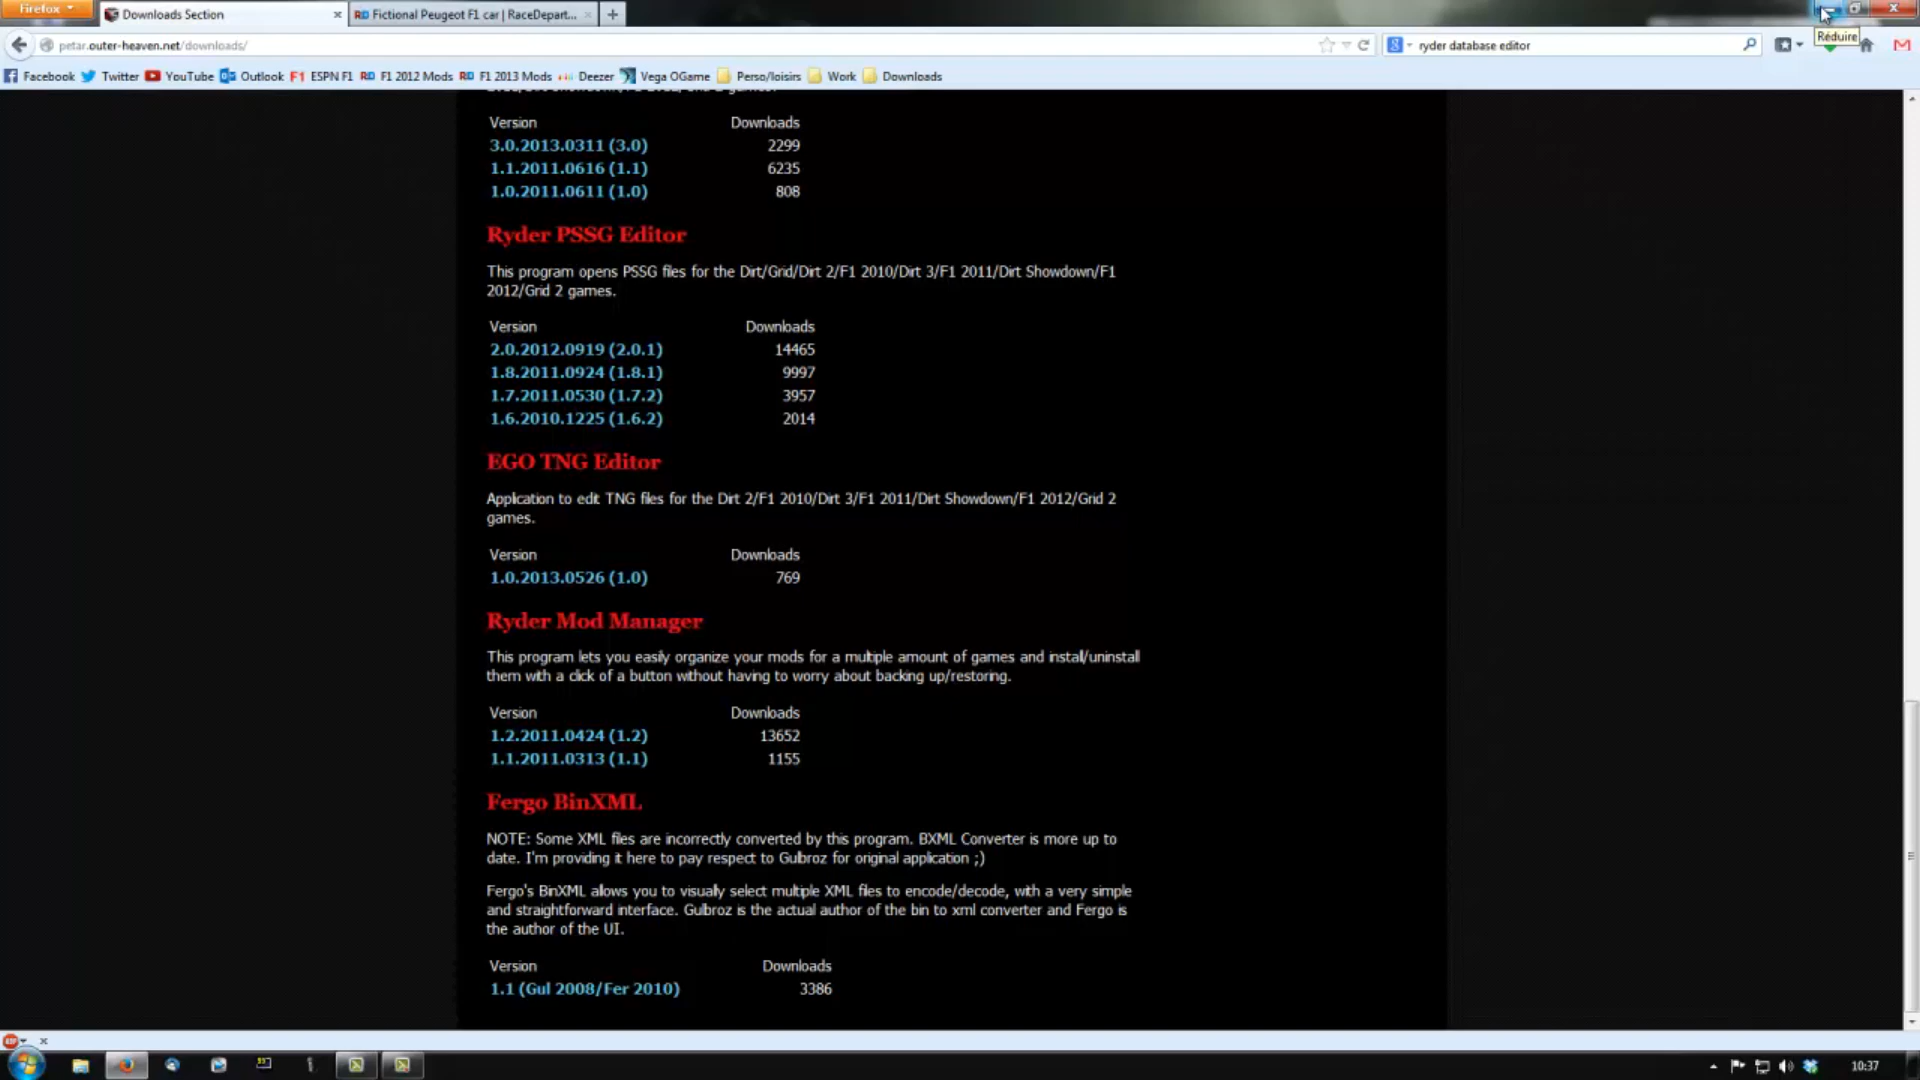 Firefox
Downloads Section
RD Fictional Peugeot F1 car | RaceDepart...
petar.outer-heaven.net/downloads/
ryder database editor
Réduire
Facebook Twitter YouTube Outlook F1 ESPN F1 RD F1 2012 Mods RD F1 2013 Mods Deezer Vega OGame Perso/loisirs Work Downloads
Version Downloads
3.0.2013.0311 (3.0) 2299
1.1.2011.0616 (1.1) 6235
1.0.2011.0611 (1.0) 808
Ryder PSSG Editor
This program opens PSSG files for the Dirt/Grid/Dirt 2/F1 2010/Dirt 3/F1 2011/Dirt Showdown/F1
2012/Grid 2 games.
Version Downloads
2.0.2012.0919 (2.0.1) 14465
1.8.2011.0924 (1.8.1) 9997
1.7.2011.0530 (1.7.2) 3957
1.6.2010.1225 (1.6.2) 2014
EGO TNG Editor
Application to edit TNG files for the Dirt 2/F1 2010/Dirt 3/F1 2011/Dirt Showdown/F1 2012/Grid 2
games.
Version Downloads
1.0.2013.0526 (1.0) 769
Ryder Mod Manager
This program lets you easily organize your mods for a multiple amount of games and install/uninstall
them with a click of a button without having to worry about backing up/restoring.
Version Downloads
1.2.2011.0424 (1.2) 13652
1.1.2011.0313 (1.1) 1155
Fergo BinXML
NOTE: Some XML files are incorrectly converted by this program. BXML Converter is more up to
date. I'm providing it here to pay respect to Gulbroz for original application ;)
Fergo's BinXML allows you to visually select multiple XML files to encode/decode, with a very simple
and straightforward interface. Gulbroz is the actual author of the bin to xml converter and Fergo is
the author of the UI.
Version Downloads
1.1 (Gul 2008/Fer 2010) 3386
ABP
10:37